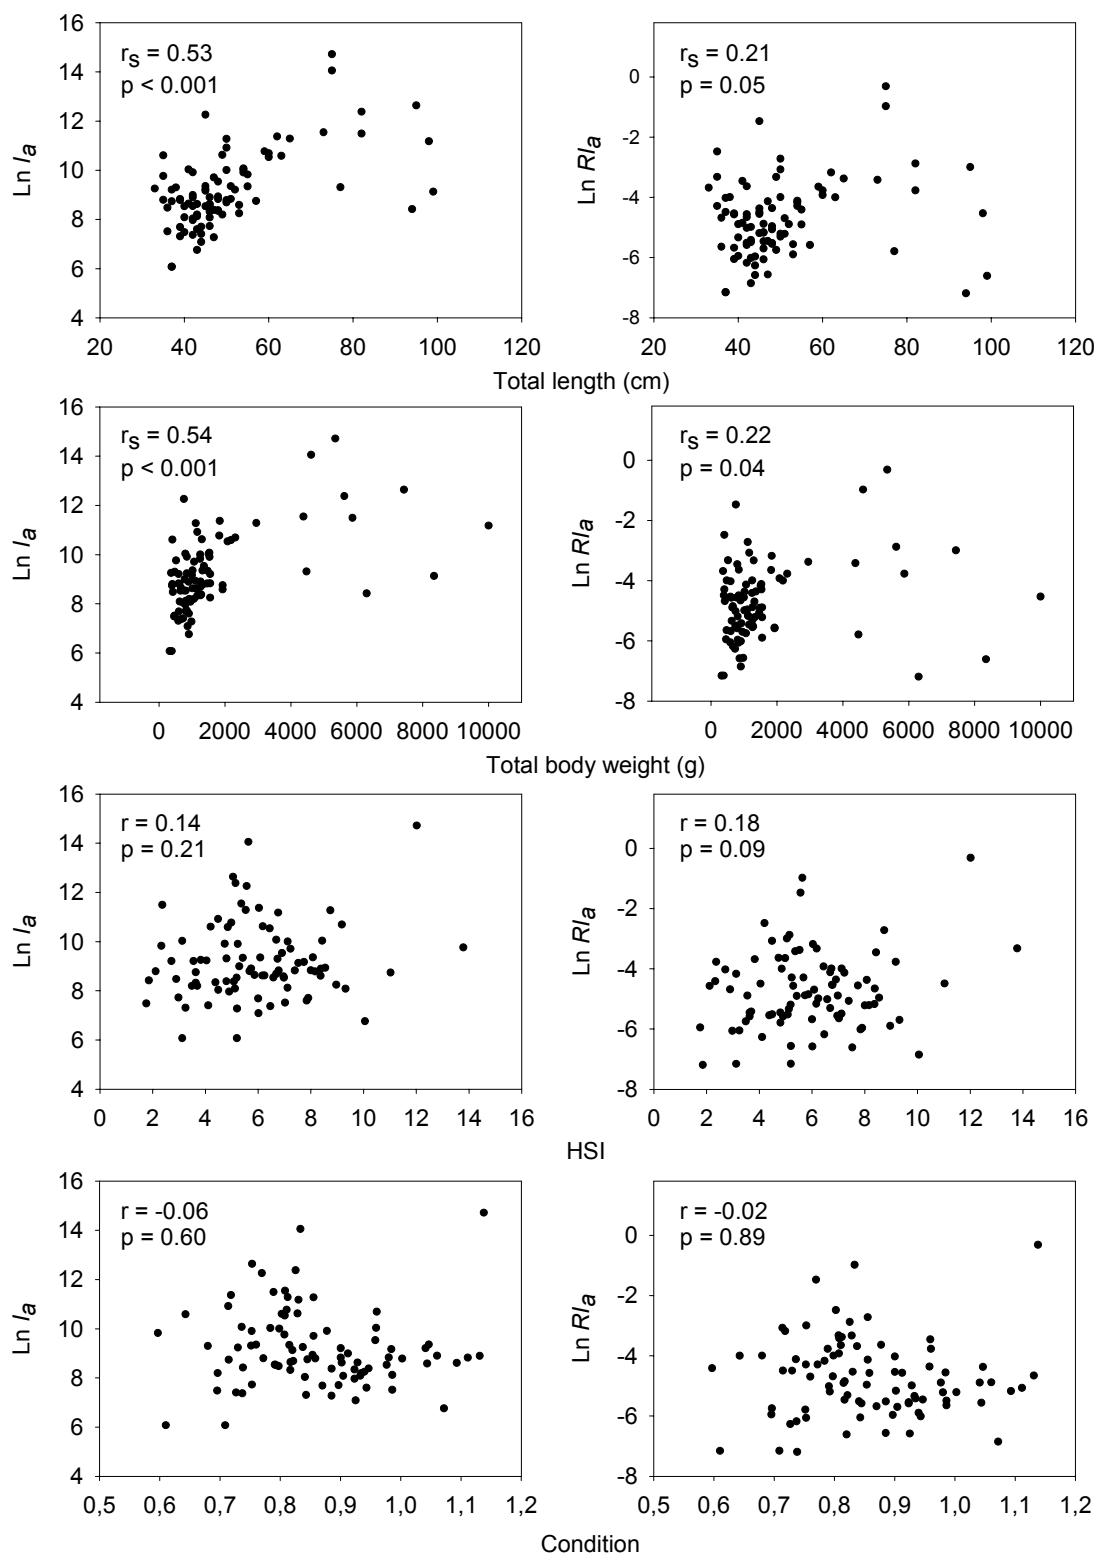 16
14
12
10
8
6
4
Ln Ia
rs = 0.53
p < 0.001
20 40 60 80 100 120
0
-2
-4
-6
-8
Ln RIa
rs = 0.21
p = 0.05
20 40 60 80 100 120
Total length (cm)
16
14
12
10
8
6
4
Ln Ia
rs = 0.54
p < 0.001
0 2000 4000 6000 8000 10000
0
-2
-4
-6
-8
Ln RIa
rs = 0.22
p = 0.04
0 2000 4000 6000 8000 10000
Total body weight (g)
16
14
12
10
8
6
4
Ln Ia
r = 0.14
p = 0.21
0 2 4 6 8 10 12 14 16
0
-2
-4
-6
-8
Ln RIa
r = 0.18
p = 0.09
0 2 4 6 8 10 12 14 16
HSI
16
14
12
10
8
6
4
Ln Ia
r = -0.06
p = 0.60
0,5 0,6 0,7 0,8 0,9 1,0 1,1 1,2
0
-2
-4
-6
-8
Ln RIa
r = -0.02
p = 0.89
0,5 0,6 0,7 0,8 0,9 1,0 1,1 1,2
Condition